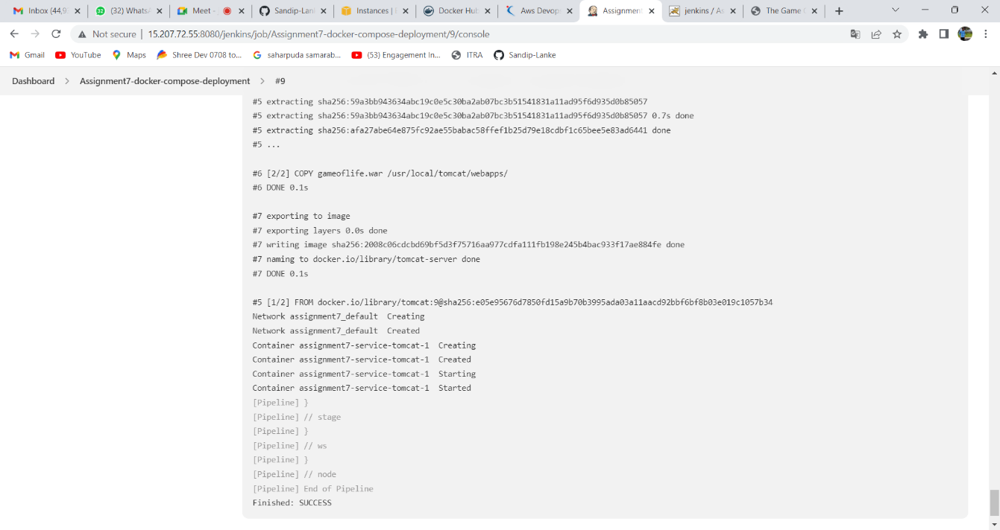 Inbox (44,9
(32) WhatsA
Meet -
Sandip-Lan
Instances |
Docker Hub
Aws Devop
Assignment
jenkins / As
The Game
Not secure | 15.207.72.55:8080/jenkins/job/Assignment7-docker-compose-deployment/9/console
Gmail
YouTube
Maps
Shree Dev 0708 to...
saharpuda samarab...
(53) Engagement In...
ITRA
Sandip-Lanke
Dashboard > Assignment7-docker-compose-deployment > #9
#5 extracting sha256:59a3bb943634abc19c0e5c30ba2ab07bc3b51541831a11ad95f6d935d0b85057
#5 extracting sha256:59a3bb943634abc19c0e5c30ba2ab07bc3b51541831a11ad95f6d935d0b85057 0.7s done
#5 extracting sha256:afa27abe64e875fc92ae55babac58ffef1b25d79e18cdbf1c65bee5e83ad6441 done
#5 ...
#6 [2/2] COPY gameoflife.war /usr/local/tomcat/webapps/
#6 DONE 0.1s
#7 exporting to image
#7 exporting layers 0.0s done
#7 writing image sha256:2008c06cdcbd69bf5d3f75716aa977cdfa111fb198e245b4bac933f17ae884fe done
#7 naming to docker.io/library/tomcat-server done
#7 DONE 0.1s
#5 [1/2] FROM docker.io/library/tomcat:9@sha256:e05e95676d7850fd15a9b70b3995ada03a11aacd92bbf6bf8b03e019c1057b34
Network assignment7_default  Creating
Network assignment7_default  Created
Container assignment7-service-tomcat-1  Creating
Container assignment7-service-tomcat-1  Created
Container assignment7-service-tomcat-1  Starting
Container assignment7-service-tomcat-1  Started
[Pipeline] }
[Pipeline] // stage
[Pipeline] }
[Pipeline] // ws
[Pipeline] }
[Pipeline] // node
[Pipeline] End of Pipeline
Finished: SUCCESS